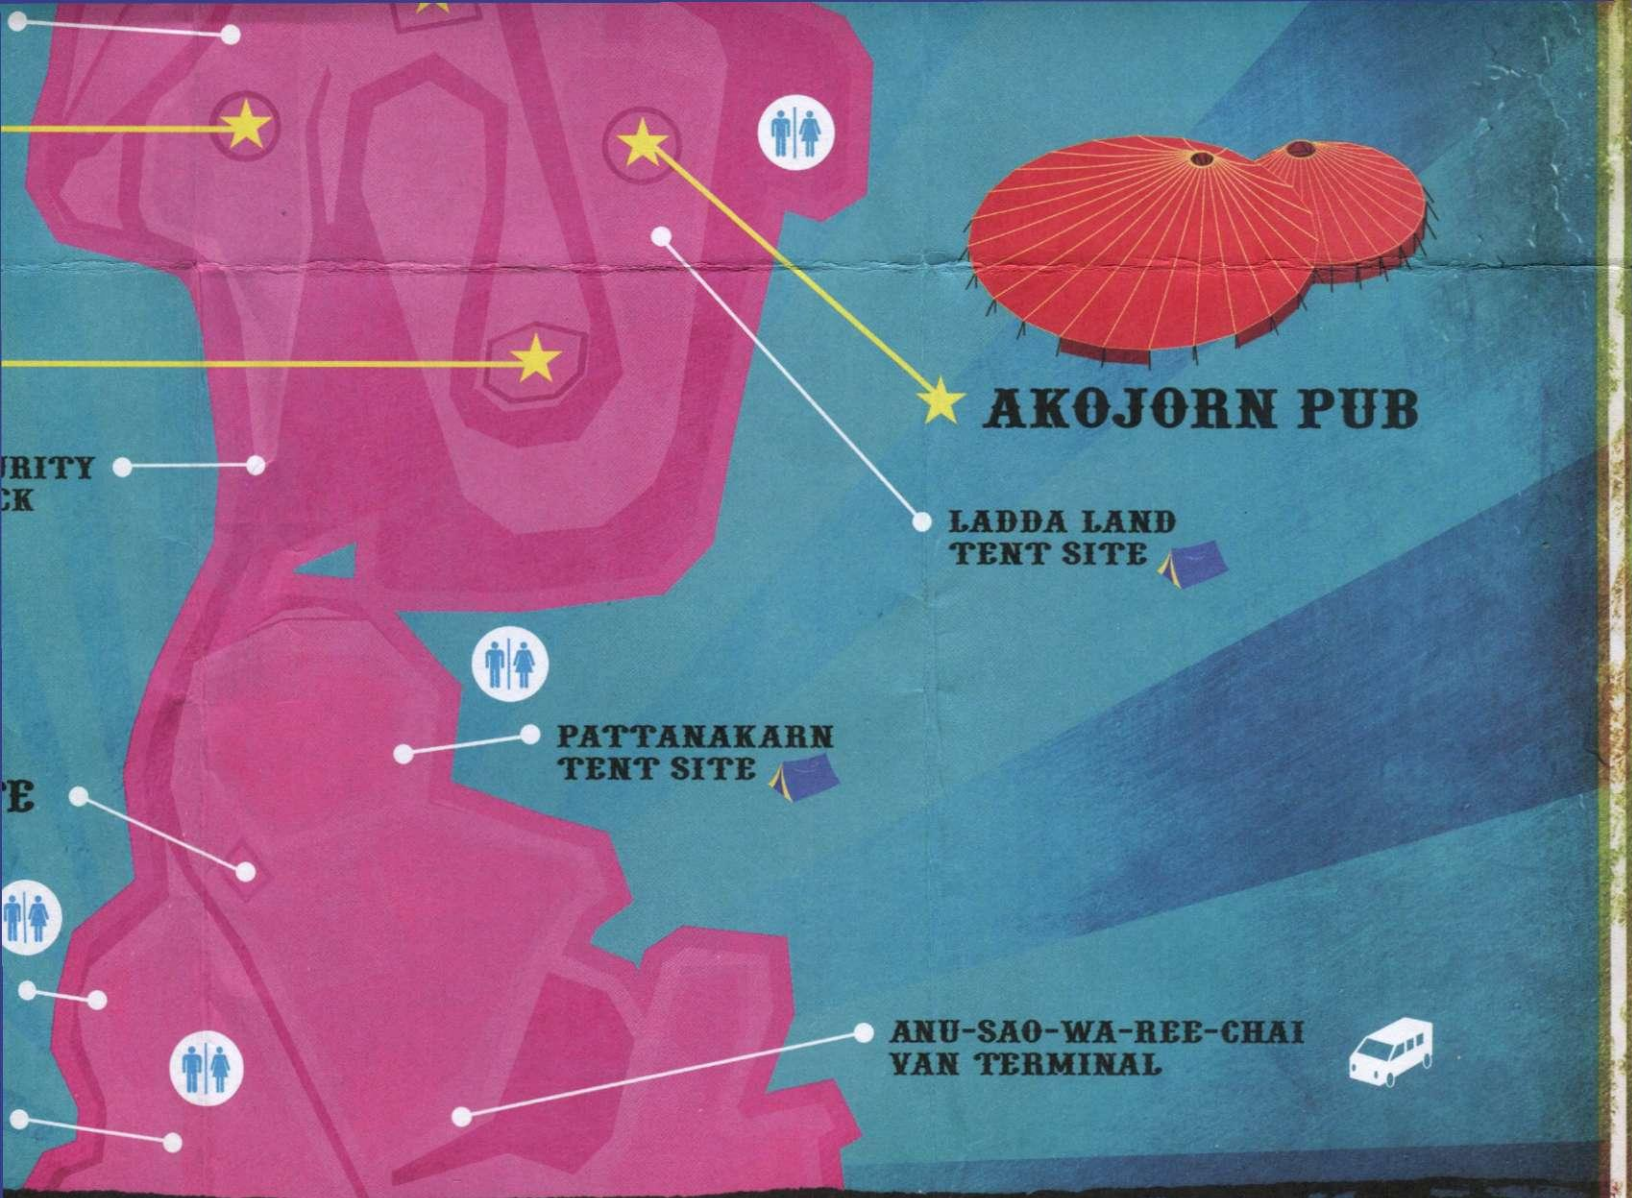 AKOJORN PUB
LADDA LAND
TENT SITE
PATTANAKARN
TENT SITE
ANU-SAO-WA-REE-CHAI
VAN TERMINAL